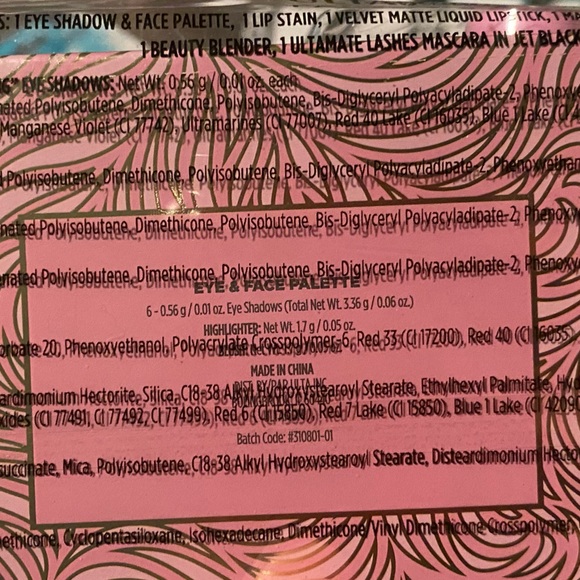 S: 1 EYE SHADOW & FACE PALETTE, 1 LIP STAIN, 1 VELVET MATTE LIQUID LIPSTICK, 1
1 BEAUTY BLENDER, 1 ULTAMATE LASHES MASCARA IN JET BLACK
EYE SHADOWS: Net Wt. 0.56 g / 0.01 oz. each.
Polyisobutene, Dimethicone, Polyisobutene, Bis-Diglyceryl Polyacyladipate-2,
Manganese Violet (CI 77742), Ultramarines (CI 77007), Red 40 Lake (CI 16035), Blue 1 Lake
Polyisobutene, Dimethicone, Polyisobutene, Bis-Diglyceryl Polyacyladipate-2,
Polyisobutene, Dimethicone, Polyisobutene, Bis-Diglyceryl Polyacyladipate-2,
Polyisobutene, Dimethicone, Polyisobutene, Bis-Diglyceryl Polyacyladipate-2,
EYE & FACE PALETTE
6 - 0.56 g / 0.01 oz. Eye Shadows (Total Net Wt. 3.36 g / 0.06 oz.)
HIGHLIGHTER: Net Wt. 1.7 g / 0.05 oz.
20, Phenoxyethanol, Polyacrylate Crosspolymer-6, Red 33 (CI 17200), Red 40 (CI 16035)
MADE IN CHINA
Hectorite, Silica, C18-38 Alkyl Hydroxystearoyl Stearate, Ethylhexyl Palmitate,
(CI 77491, CI 77492, CI 77499), Red 6 (CI 15850), Red 7 Lake (CI 15850), Blue 1 Lake
Batch Code: #310801-01
Mica, Polyisobutene, C18-38 Alkyl Hydroxystearoyl Stearate, Disteardimonium
Cyclopentasiloxane, Isohexadecane, Dimethicone/Vinyl Dimethicone Crosspolymer